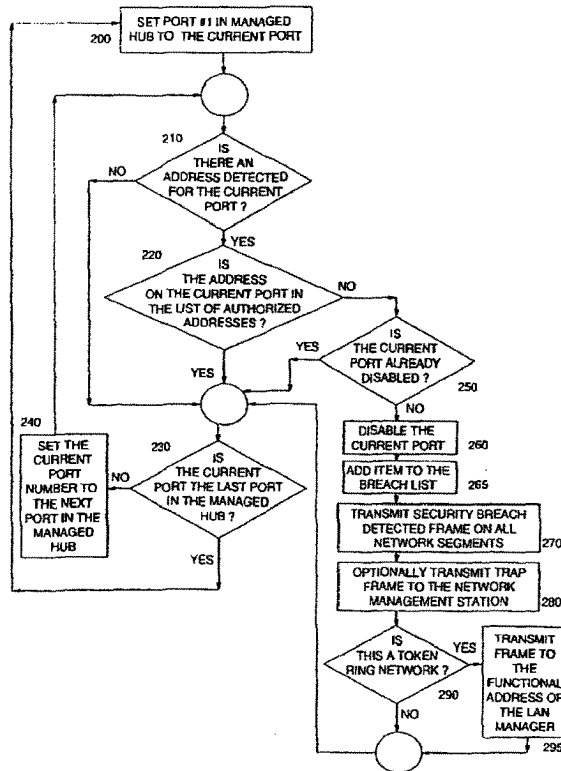 SET PORT #1 IN MANAGED
HUB TO THE CURRENT PORT
200
210
IS
THERE AN
ADDRESS DETECTED
FOR THE CURRENT
PORT ?
NO
YES
220
IS
THE ADDRESS
ON THE CURRENT PORT IN
THE LIST OF AUTHORIZED
ADDRESSES ?
NO
YES
IS
THE CURRENT
PORT ALREADY
DISABLED ?
YES
250
NO
240
SET THE
CURRENT
PORT
NUMBER TO
THE NEXT
PORT IN THE
MANAGED
HUB
230
IS
THE CURRENT
PORT THE LAST PORT
IN THE MANAGED
HUB ?
NO
YES
DISABLE THE
CURRENT PORT
260
ADD ITEM TO THE
BREACH LIST
265
TRANSMIT SECURITY BREACH
DETECTED FRAME ON ALL
NETWORK SEGMENTS
270
OPTIONALLY TRANSMIT TRAP
FRAME TO THE NETWORK
MANAGEMENT STATION
280
IS
THIS A TOKEN
RING NETWORK ?
YES
290
NO
TRANSMIT
FRAME TO
THE
FUNCTIONAL
ADDRESS OF
THE LAN
MANAGER
295